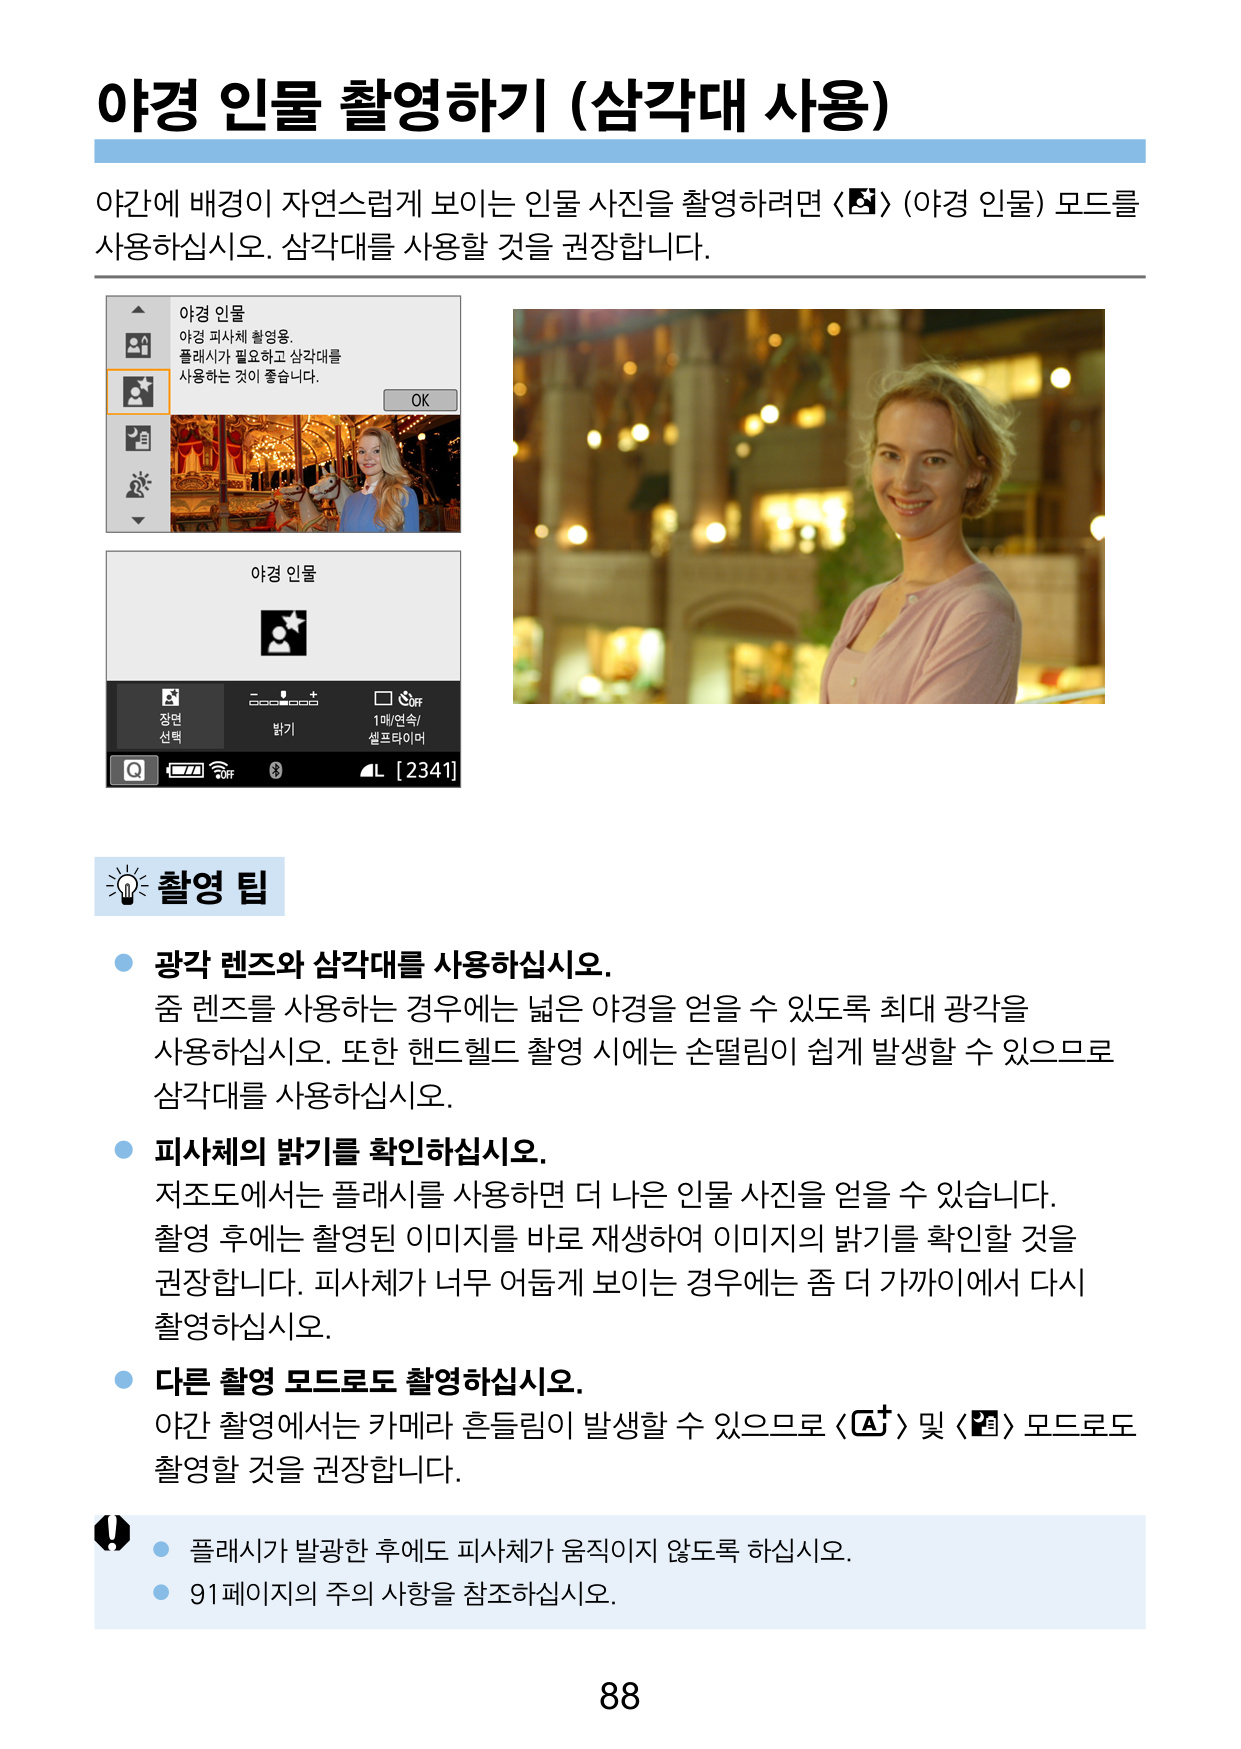 야경 인물 촬영하기 (삼각대 사용)
야간에 배경이 자연스럽게 보이는 인물 사진을 촬영하려면 < > (야경 인물) 모드를
사용하십시오. 삼각대를 사용할 것을 권장합니다.
야경 인물
야경 피사체 촬영용.
플래시가 필요하고 삼각대를
사용하는 것이 좋습니다.
OK
야경 인물
장면
선택
- +
밝기
OFF
1매/연속/
셀프타이머
Q OFF L [2341]
촬영 팁
● 광각 렌즈와 삼각대를 사용하십시오.
줌 렌즈를 사용하는 경우에는 넓은 야경을 얻을 수 있도록 최대 광각을
사용하십시오. 또한 핸드헬드 촬영 시에는 손떨림이 쉽게 발생할 수 있으므로
삼각대를 사용하십시오.
● 피사체의 밝기를 확인하십시오.
저조도에서는 플래시를 사용하면 더 나은 인물 사진을 얻을 수 있습니다.
촬영 후에는 촬영된 이미지를 바로 재생하여 이미지의 밝기를 확인할 것을
권장합니다. 피사체가 너무 어둡게 보이는 경우에는 좀 더 가까이에서 다시
촬영하십시오.
● 다른 촬영 모드로도 촬영하십시오.
야간 촬영에서는 카메라 흔들림이 발생할 수 있으므로 <A+> 및 < > 모드로도
촬영할 것을 권장합니다.
● 플래시가 발광한 후에도 피사체가 움직이지 않도록 하십시오.
● 91페이지의 주의 사항을 참조하십시오.
88